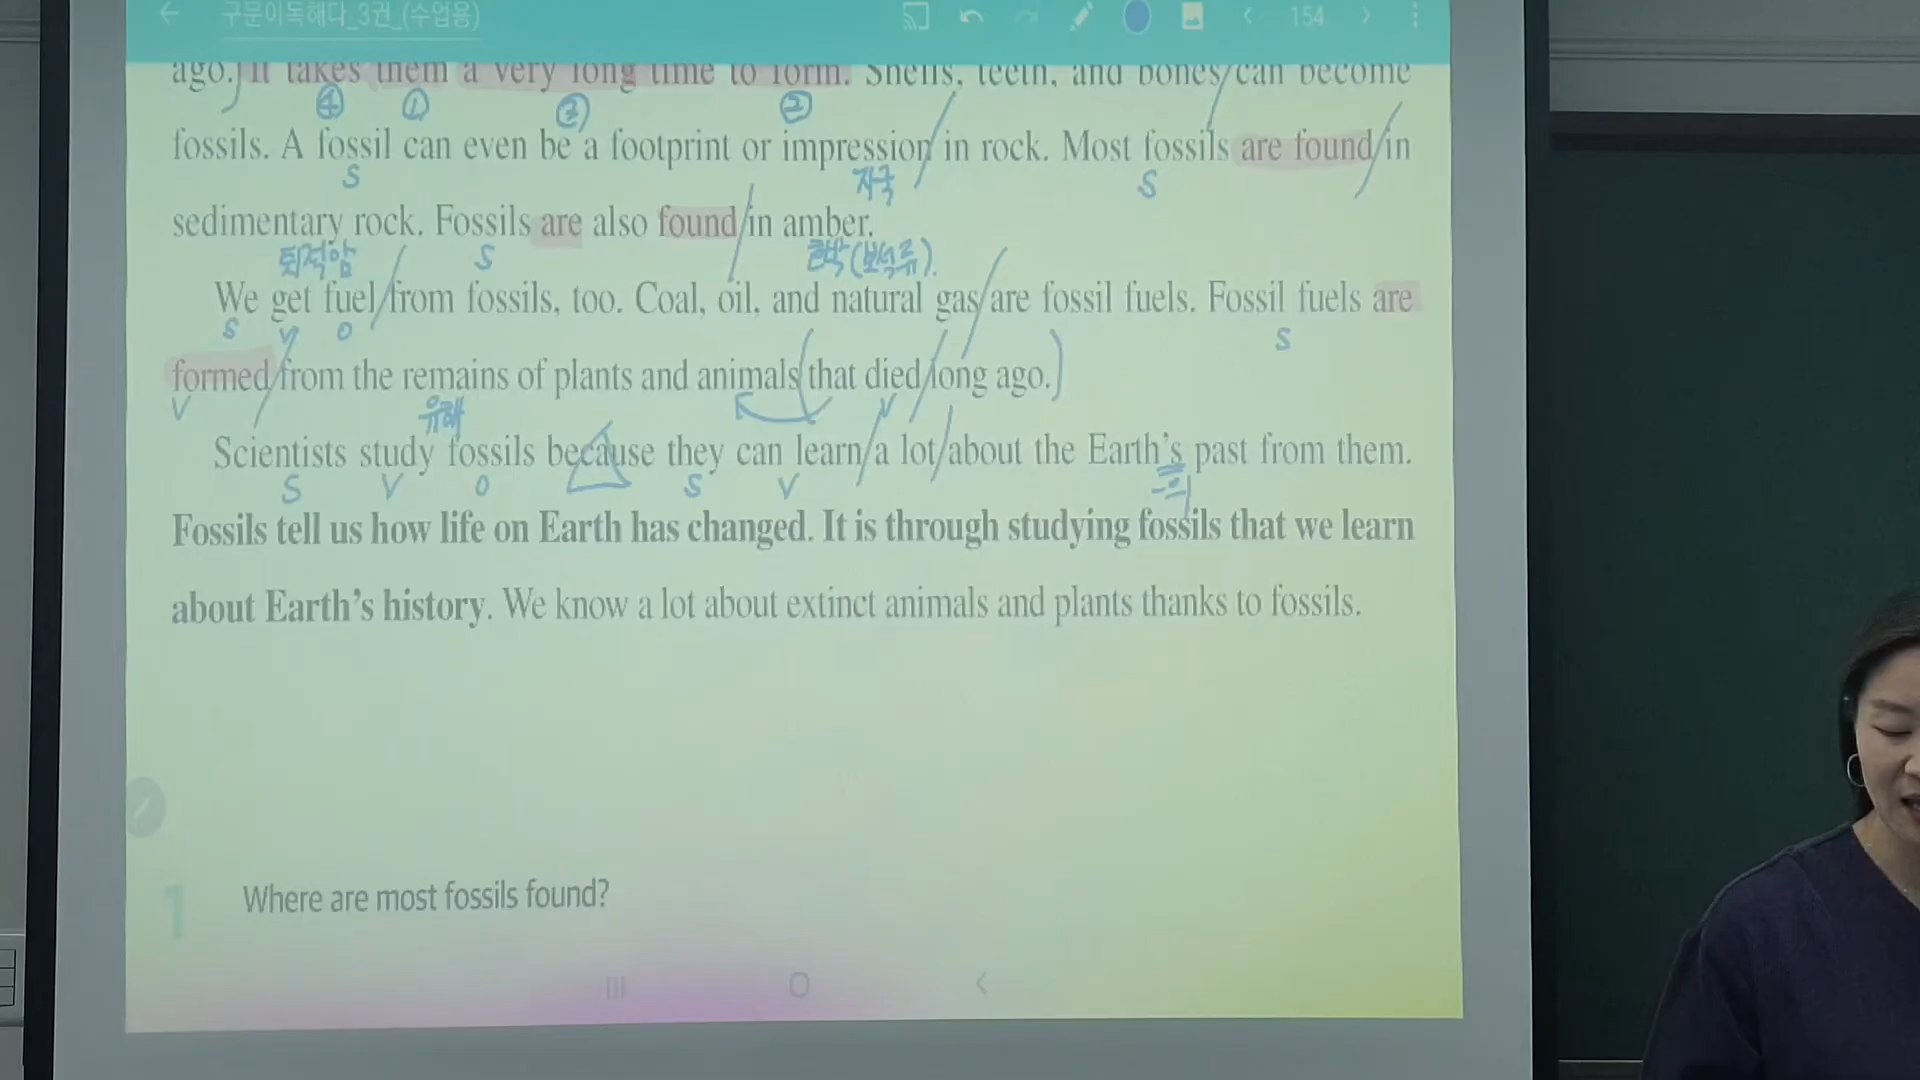 구문이독해다_3권_(수업용)
154
ago. It takes them a very long time to form. Shells, teeth, and bones can become
④ ① ③ ②
fossils. A fossil can even be a footprint or impression in rock. Most fossils are found in
S 자국 S
sedimentary rock. Fossils are also found in amber.
퇴적암 S 호박(보석류).
We get fuel from fossils, too. Coal, oil, and natural gas are fossil fuels. Fossil fuels are
S V O S
formed from the remains of plants and animals that died long ago.
V 유해 V
Scientists study fossils because they can learn a lot about the Earth's past from them.
S V O S V ~의
Fossils tell us how life on Earth has changed. It is through studying fossils that we learn
about Earth's history. We know a lot about extinct animals and plants thanks to fossils.
1 Where are most fossils found?